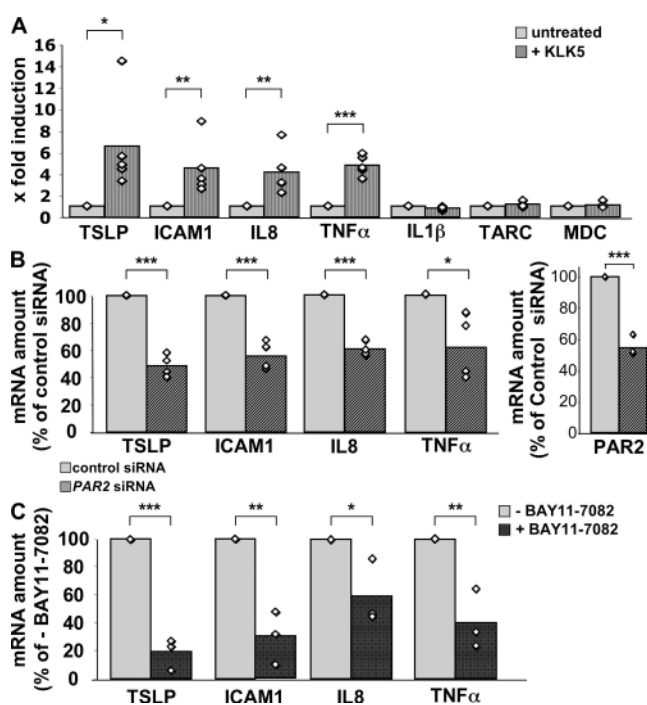 A
untreated
+ KLK5
x fold induction
16
14
12
10
8
6
4
2
0
*
**
**
***
TSLP ICAM1 IL8 TNFα IL1β TARC MDC
B
mRNA amount
(% of control siRNA)
100
80
60
40
20
0
***
***
***
*
TSLP ICAM1 IL8 TNFα
control siRNA
PAR2 siRNA
mRNA amount
(% of Control siRNA)
100
80
60
40
20
0
***
PAR2
C
- BAY11-7082
+ BAY11-7082
mRNA amount
(% of - BAY11-7082)
100
80
60
40
20
0
***
**
*
**
TSLP ICAM1 IL8 TNFα